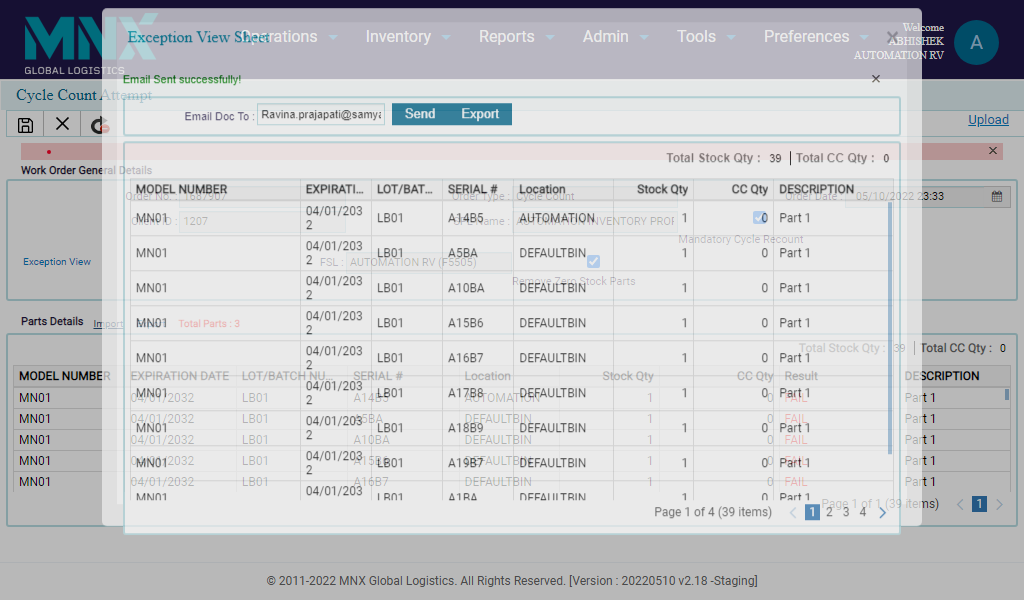 MNX
GLOBAL LOGISTICS
Exception View Sheet
Operations
Inventory
Reports
Admin
Tools
Preferences
Welcome
ABHISHEK
AUTOMATION RV
A
Email Sent successfully!
Cycle Count Attempt
Email Doc To :
Ravina.prajapati@samya
Send
Export
Upload
Total Stock Qty : 39 | Total CC Qty : 0
Work Order General Details
MODEL NUMBER EXPIRATI... LOT/BAT... SERIAL # Location Stock Qty CC Qty DESCRIPTION
Order No. : 1687907 Order Type : Cycle Count Order Date : 05/10/2022 23:33
MN01 04/01/2032 LB01 A14B5 AUTOMATION 1 0 Part 1
Client ID : 1207 AUTOMATION INVENTORY PROF
Mandatory Cycle Recount
MN01 04/01/2032 LB01 A5BA DEFAULTBIN 1 0 Part 1
Exception View FSL : AUTOMATION RV (F5505)
Remove Zero Stock Parts
MN01 04/01/2032 LB01 A10BA DEFAULTBIN 1 0 Part 1
Parts Details Import Total Parts : 3
MN01 04/01/2032 LB01 A15B6 DEFAULTBIN 1 0 Part 1
MN01 04/01/2032 LB01 A16B7 DEFAULTBIN 1 0 Part 1
MN01 04/01/2032 LB01 A17B8 DEFAULTBIN 1 0 Part 1
MN01 04/01/2032 LB01 A18B9 DEFAULTBIN 1 0 Part 1
MN01 04/01/2032 LB01 A19B7 DEFAULTBIN 1 0 Part 1
MN01 04/01/203 LB01 A1BA DEFAULTBIN 1 0 Part 1
Page 1 of 4 (39 items) 1 2 3 4
Total Stock Qty : 39 | Total CC Qty : 0
MODEL NUMBER EXPIRATION DATE LOT/BATCH NU... SERIAL # Location Stock Qty CC Qty Result DESCRIPTION
MN01 04/01/2032 LB01 A14B5 AUTOMATION 1 0 FAIL Part 1
MN01 04/01/2032 LB01 A5BA DEFAULTBIN 1 0 FAIL Part 1
MN01 04/01/2032 LB01 A10BA DEFAULTBIN 1 0 FAIL Part 1
MN01 04/01/2032 LB01 A15B6 DEFAULTBIN 1 0 FAIL Part 1
MN01 04/01/2032 LB01 A16B7 DEFAULTBIN 1 0 FAIL Part 1
Page 1 of 1 (39 items) 1
© 2011-2022 MNX Global Logistics. All Rights Reserved. [Version : 20220510 v2.18 -Staging]